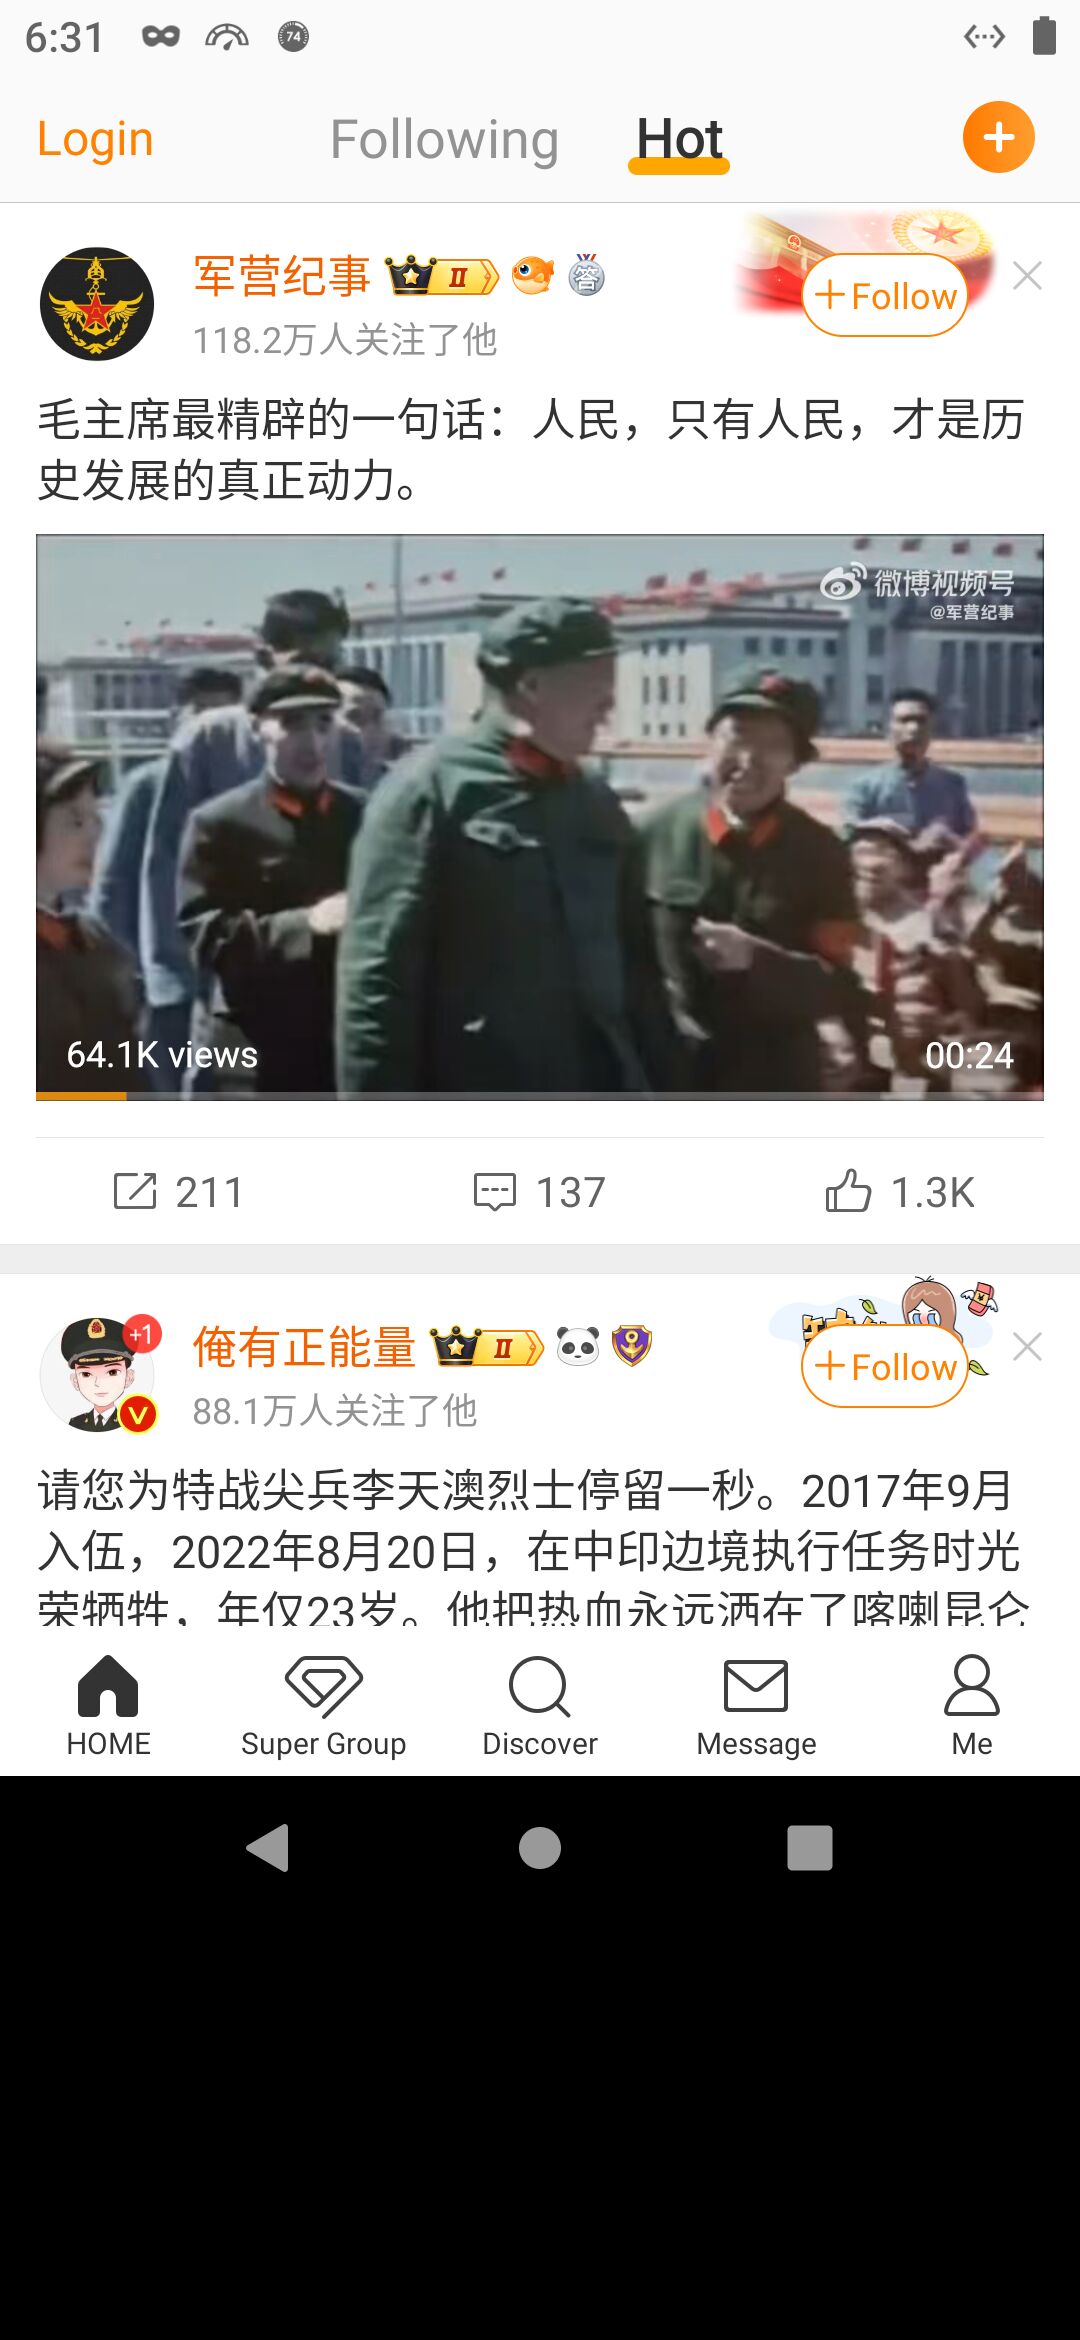 6:31
74
Login
Following
Hot
军营纪事
II
答
118.2万人关注了他
Follow
毛主席最精辟的一句话：人民，只有人民，才是历
史发展的真正动力。
微博视频号
@军营纪事
64.1K views
00:24
211
137
1.3K
+1
V
俺有正能量
II
88.1万人关注了他
Follow
请您为特战尖兵李天澳烈士停留一秒。2017年9月
入伍，2022年8月20日，在中印边境执行任务时光
荣牺牲，年仅23岁。他把热血永远洒在了喀喇昆仑
HOME
Super Group
Discover
Message
Me